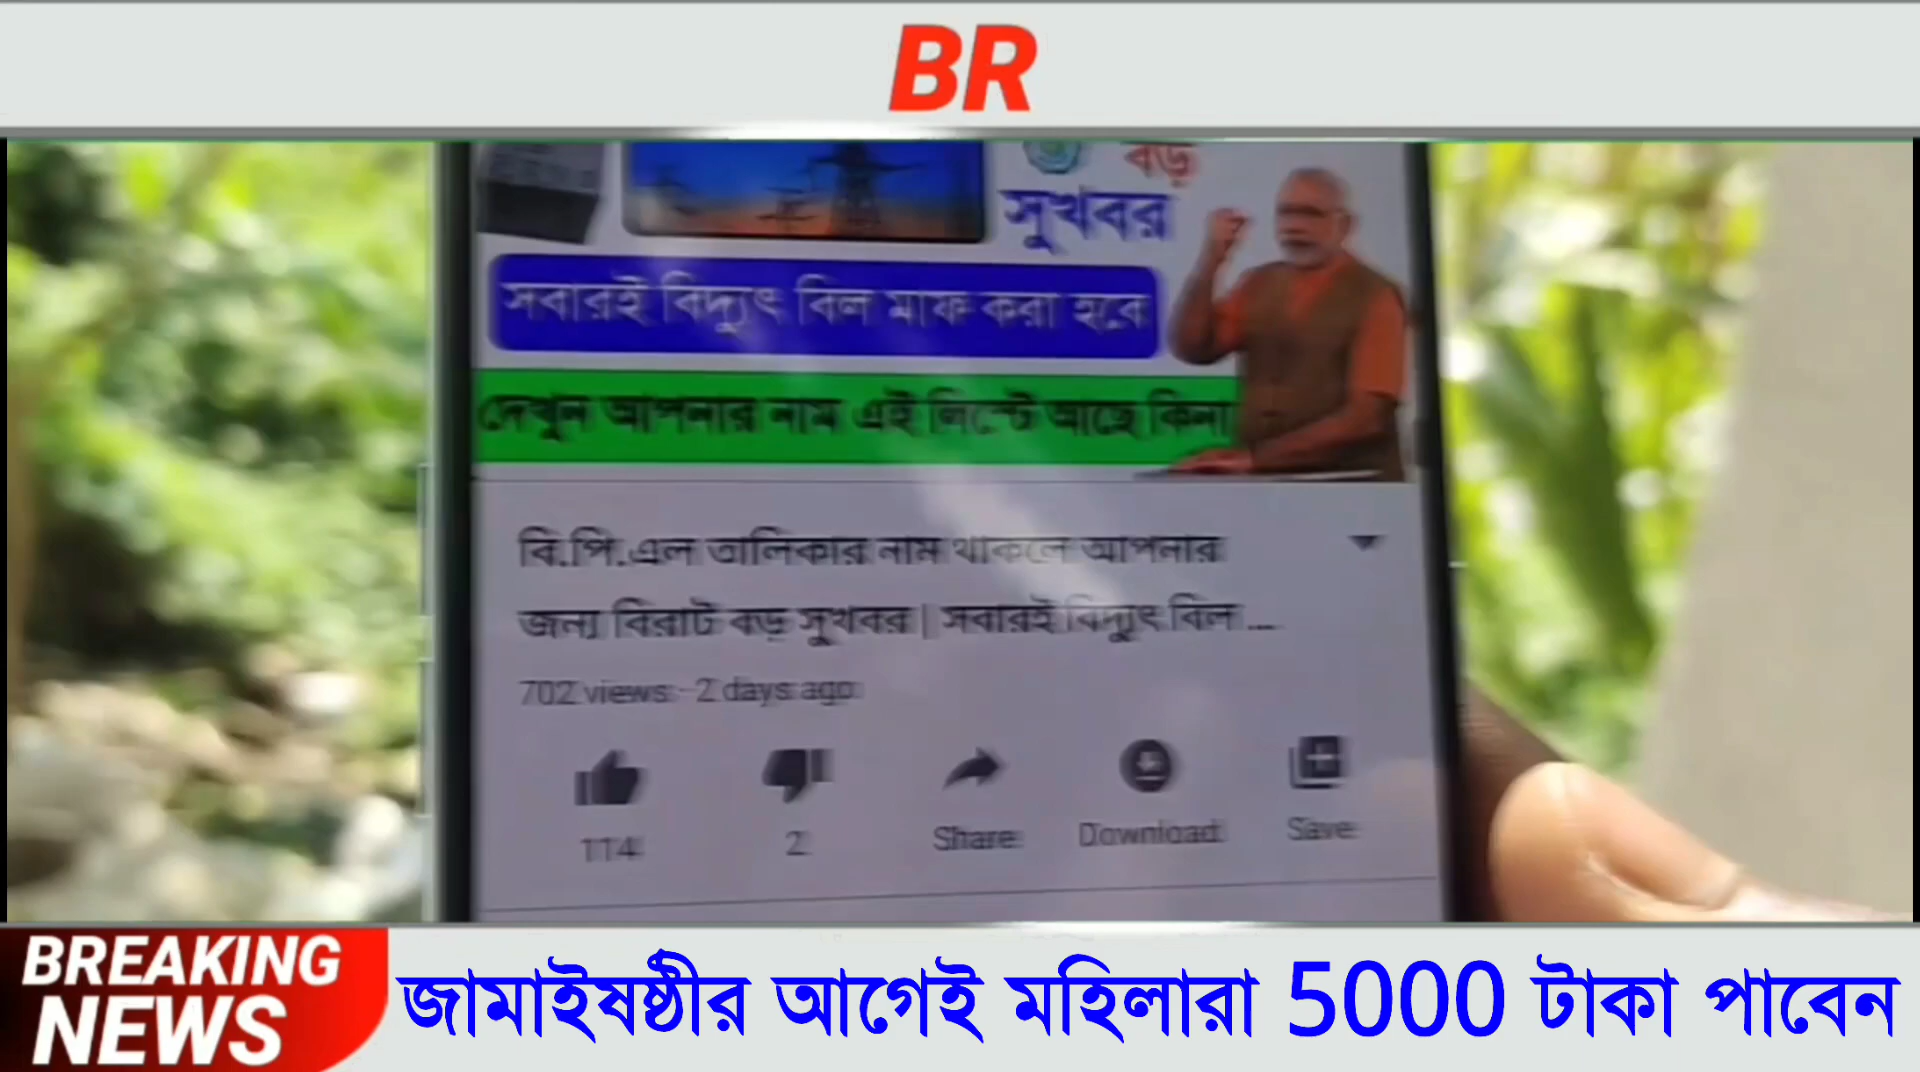 BR
বড়
সুখবর
সবারই বিদ্যুৎ বিল মাফ করা হবে
দেখুন আপনার নাম এই লিস্টে আছে কিনা
বি.পি.এল তালিকার নাম থাকলে আপনার
জন্য বিরাট বড় সুখবর | সবারই বিদ্যুৎ বিল ...
702 views · 2 days ago
114
2
Share
Download
Save
BREAKING
NEWS
জামাইষষ্ঠীর আগেই মহিলারা 5000 টাকা পাবেন